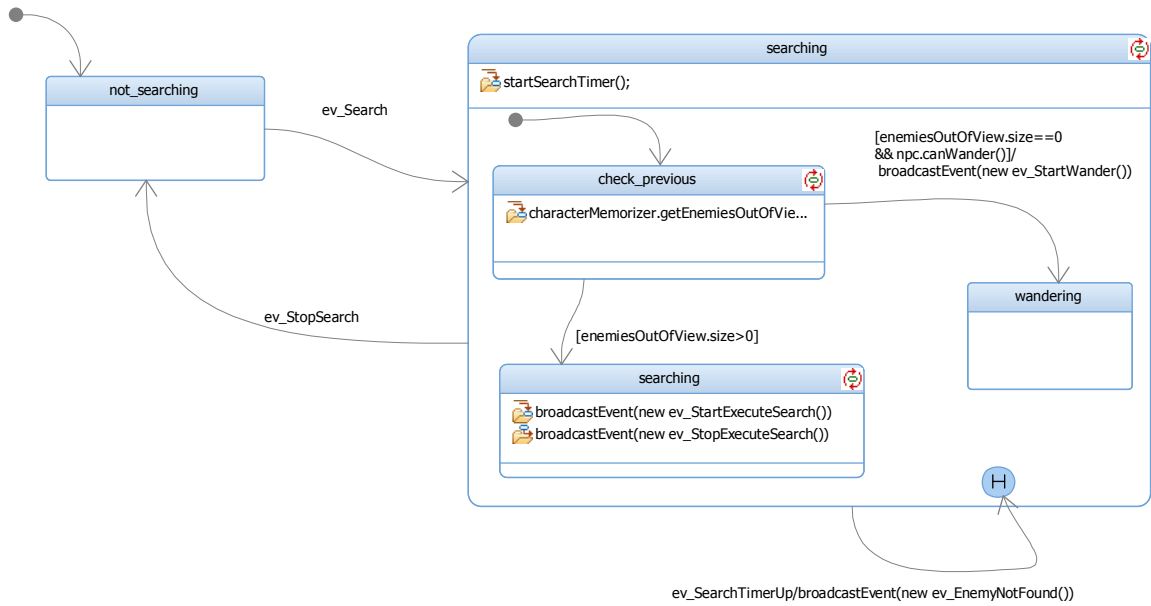 searching
startSearchTimer();
not_searching
ev_Search
[enemiesOutOfView.size==0
&& npc.canWander()]/
broadcastEvent(new ev_StartWander())
check_previous
characterMemorizer.getEnemiesOutOfVie...
wandering
ev_StopSearch
[enemiesOutOfView.size>0]
searching
broadcastEvent(new ev_StartExecuteSearch())
broadcastEvent(new ev_StopExecuteSearch())
H
ev_SearchTimerUp/broadcastEvent(new ev_EnemyNotFound())